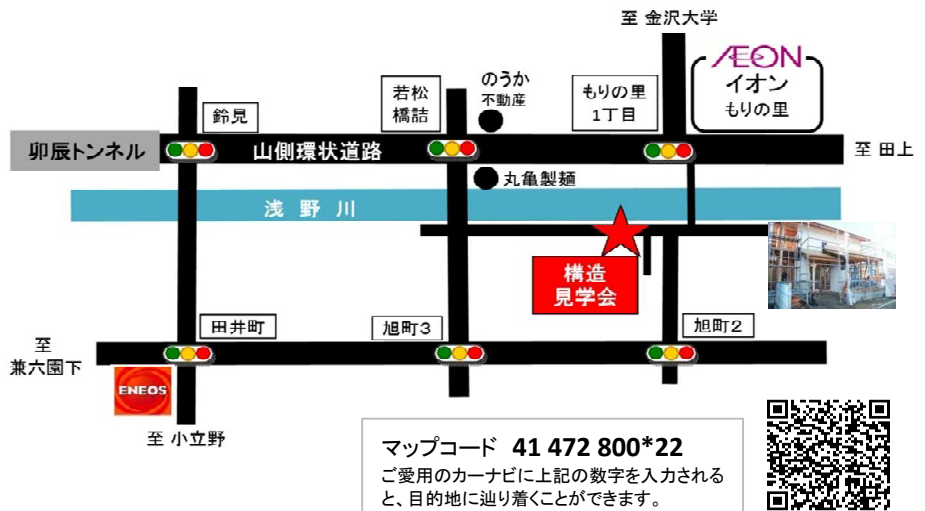 至 金沢大学
ÆON
イオン
もりの里
のうか
不動産
若松
橋詰
もりの里
1丁目
鈴見
卯辰トンネル
山側環状道路
至 田上
丸亀製麺
浅野川
構造
見学会
田井町
旭町3
旭町2
至
兼六園下
ENEOS
至 小立野
マップコード 41 472 800*22
ご愛用のカーナビに上記の数字を入力される
と、目的地に辿り着くことができます。